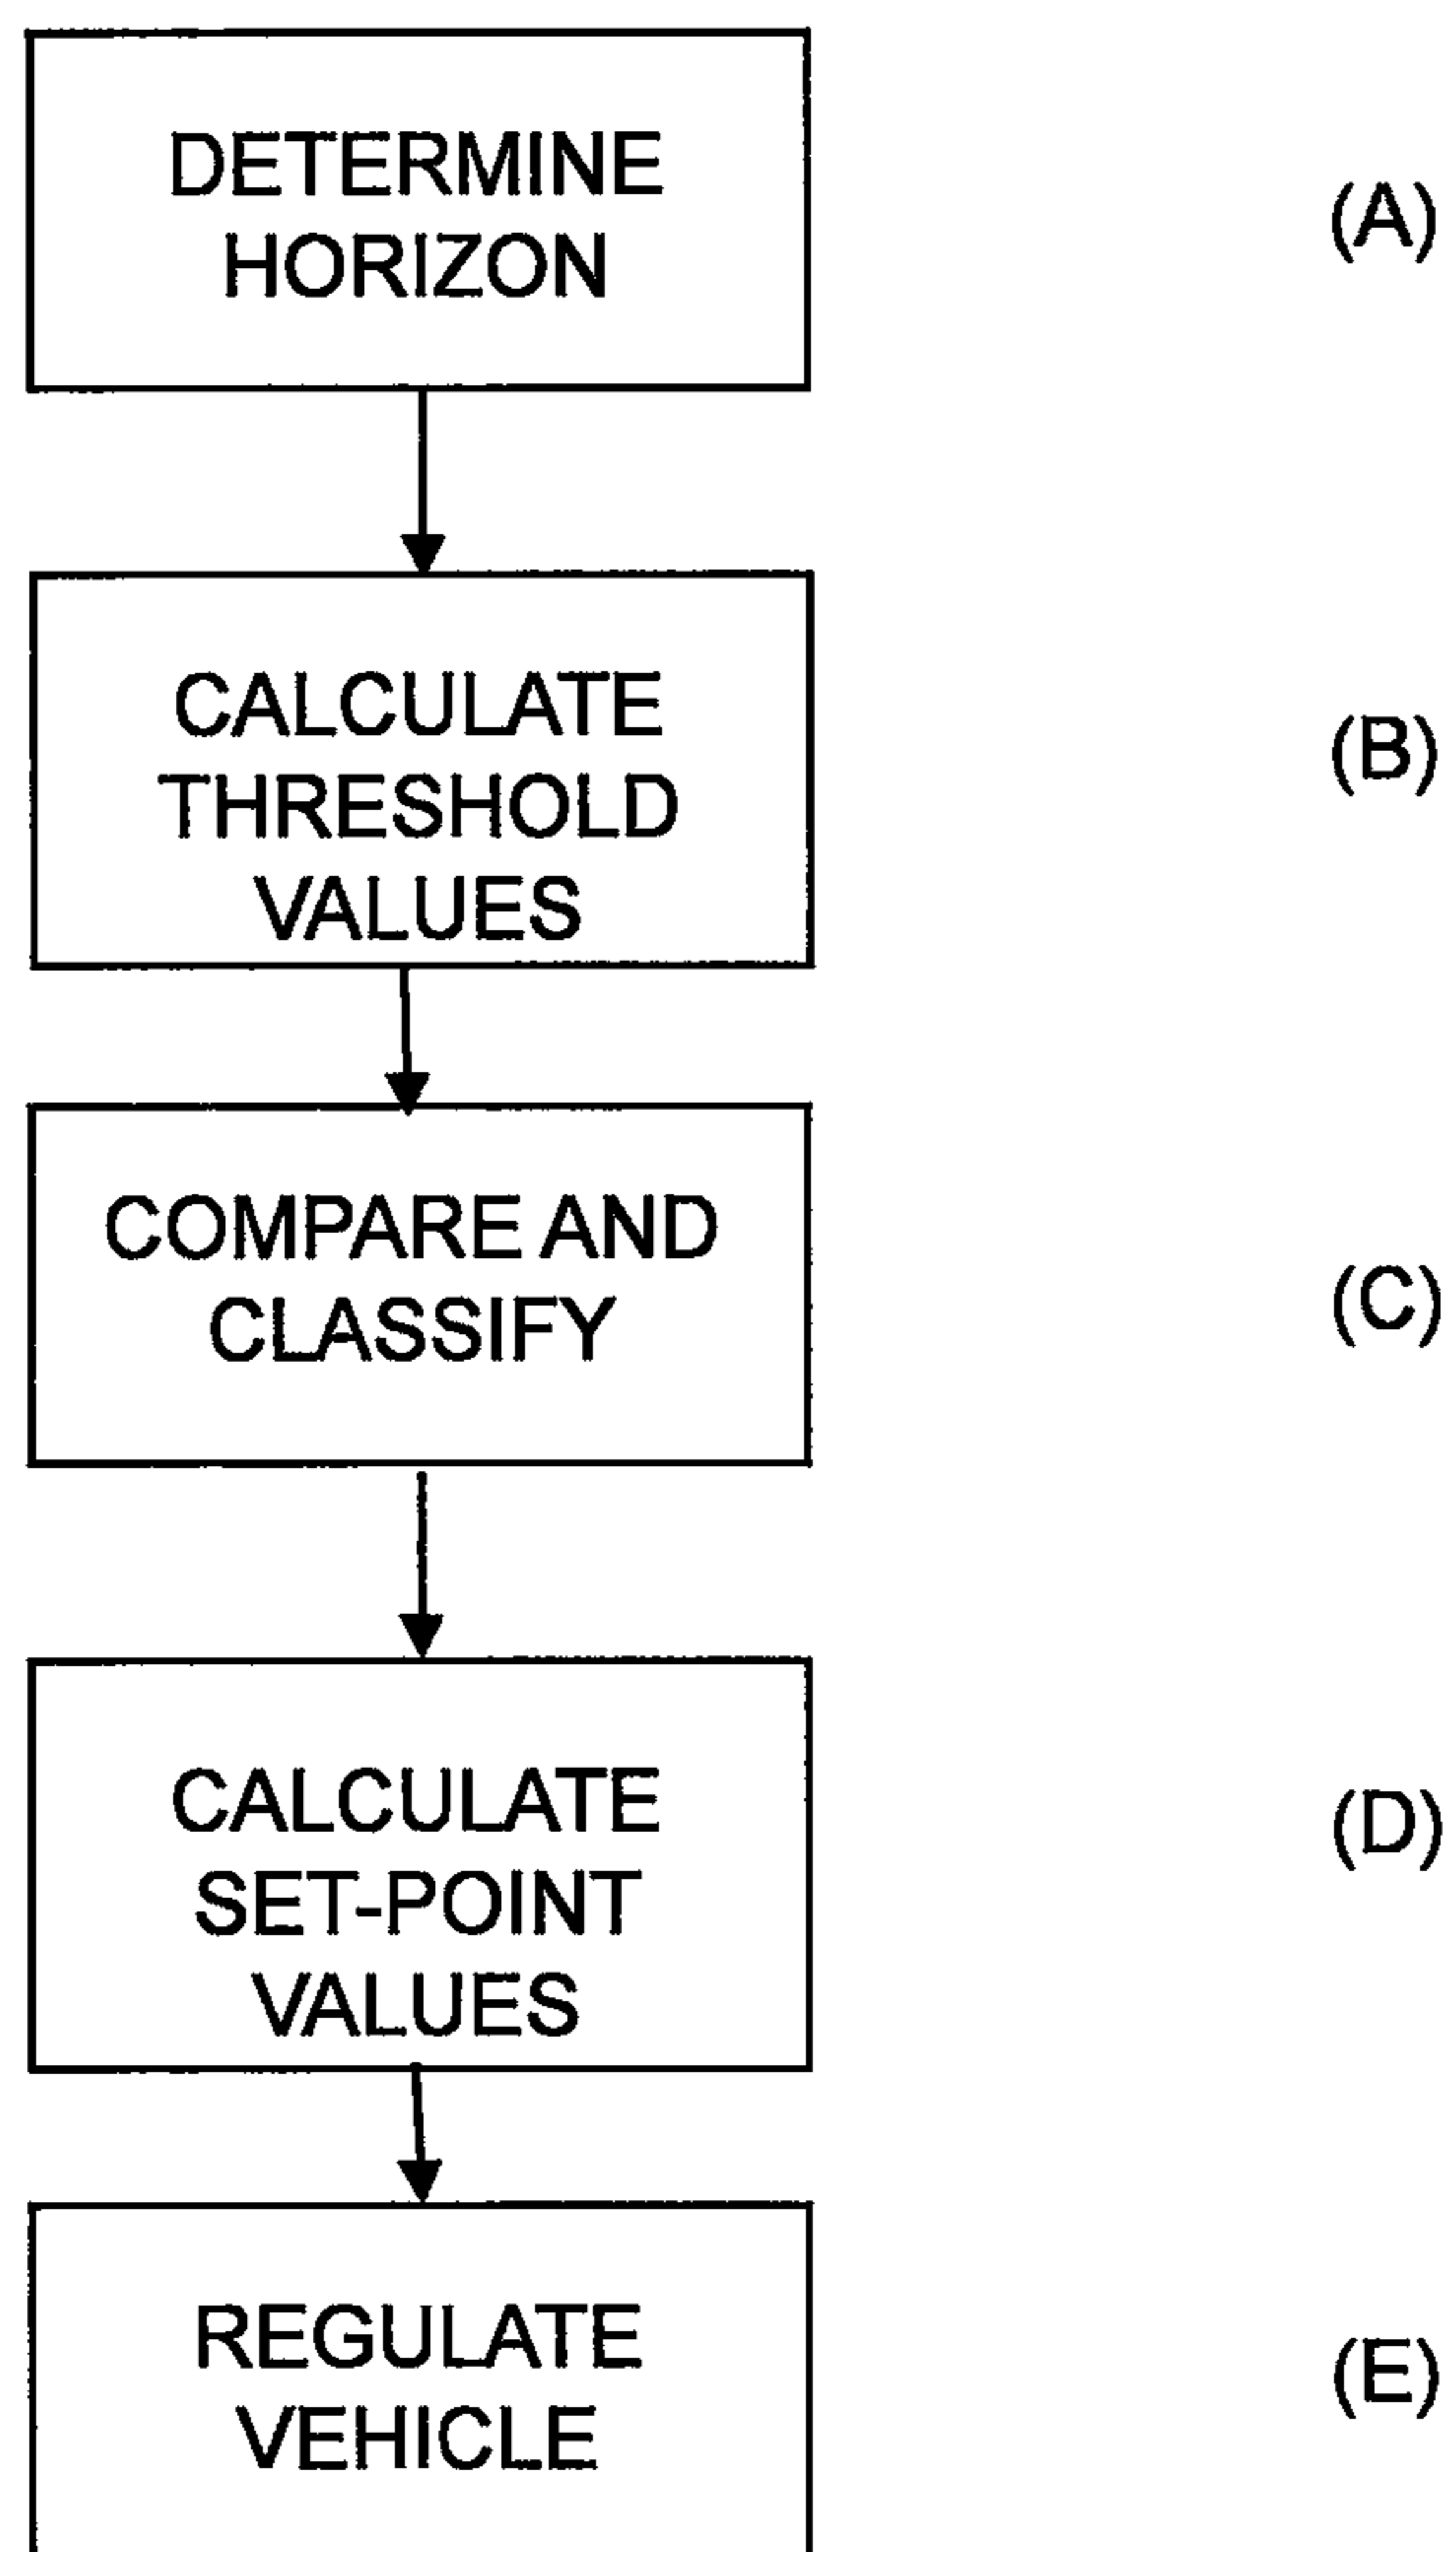 DETERMINE
HORIZON
(A)
CALCULATE
THRESHOLD
VALUES
(B)
COMPARE AND
CLASSIFY
(C)
CALCULATE
SET-POINT
VALUES
(D)
REGULATE
VEHICLE
(E)